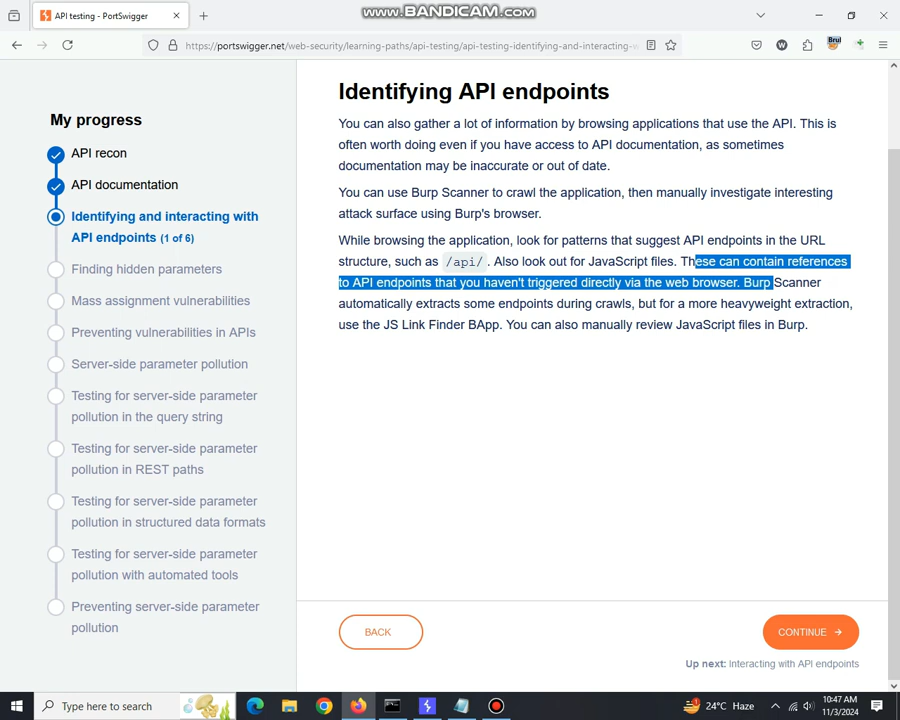 WWW.BANDICAM.COM
API testing - PortSwigger
https://portswigger.net/web-security/learning-paths/api-testing/api-testing-identifying-and-interacting-w
Brul
My progress
API recon
API documentation
Identifying and interacting with
API endpoints (1 of 6)
Finding hidden parameters
Mass assignment vulnerabilities
Preventing vulnerabilities in APIs
Server-side parameter pollution
Testing for server-side parameter
pollution in the query string
Testing for server-side parameter
pollution in REST paths
Testing for server-side parameter
pollution in structured data formats
Testing for server-side parameter
pollution with automated tools
Preventing server-side parameter
pollution
Identifying API endpoints
You can also gather a lot of information by browsing applications that use the API. This is
often worth doing even if you have access to API documentation, as sometimes
documentation may be inaccurate or out of date.
You can use Burp Scanner to crawl the application, then manually investigate interesting
attack surface using Burp's browser.
While browsing the application, look for patterns that suggest API endpoints in the URL
structure, such as /api/. Also look out for JavaScript files. These can contain references
to API endpoints that you haven't triggered directly via the web browser. Burp Scanner
automatically extracts some endpoints during crawls, but for a more heavyweight extraction,
use the JS Link Finder BApp. You can also manually review JavaScript files in Burp.
BACK
CONTINUE
Up next: Interacting with API endpoints
Type here to search
24°C Haze
10:47 AM
11/3/2024